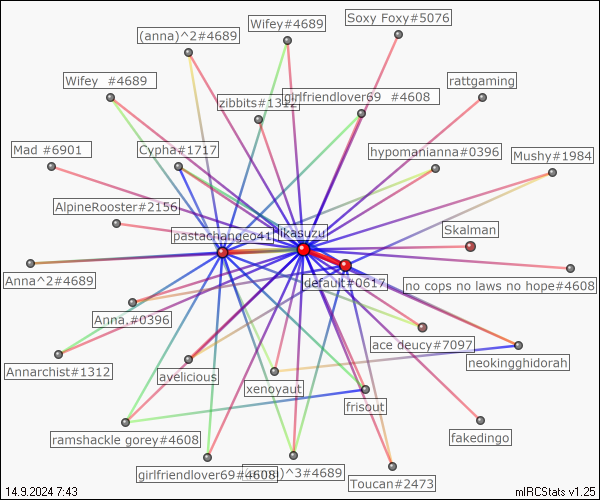 Soxy Foxy#5076
Wifey#4689
(anna)^2#4689
Wifey #4689
rattgaming
zibbits#1312
girlfriendlover69 #4608
Mad #6901
Cypha#1717
hypomanianna#0396
Mushy#1984
AlpineRooster#2156
Skalman
pastachangeo41
ikasuzu
Anna^2#4689
default#0617
no cops no laws no hope#4608
Anna,#0396
ace deucy#7097
Annarchist#1312
avelicious
neokingghidorah
xenoyaut
frisout
ramshackle gorey#4608
fakedingo
girlfriendlover69#4608
)^3#4689
Toucan#2473
14.9.2024 7:43
mIRCStats v1.25